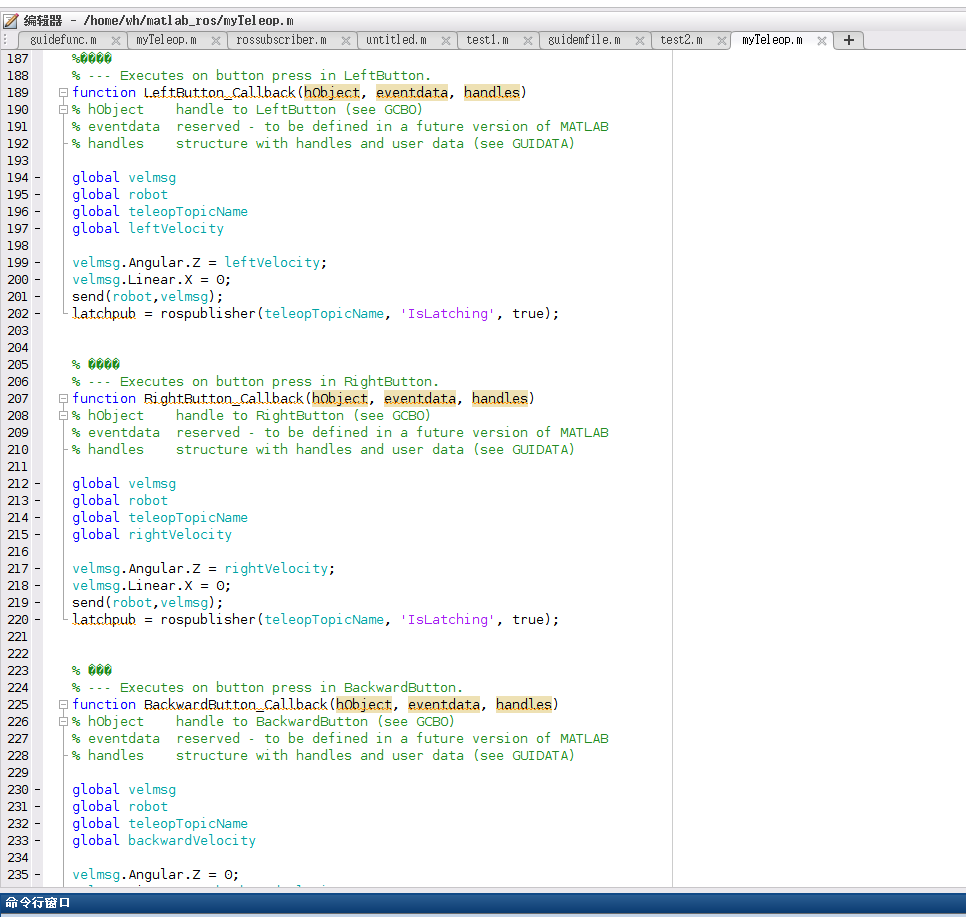 编辑器 - /home/wh/matlab_ros/myTeleop.m
guidefunc.m myTeleop.m rossubscriber.m untitled.m test1.m guidemfile.m test2.m myTeleop.m
187 %����
188 % --- Executes on button press in LeftButton.
189 function LeftButton_Callback(hObject, eventdata, handles)
190 % hObject    handle to LeftButton (see GCBO)
191 % eventdata  reserved - to be defined in a future version of MATLAB
192 % handles    structure with handles and user data (see GUIDATA)
193
194 - global velmsg
195 - global robot
196 - global teleopTopicName
197 - global leftVelocity
198
199 - velmsg.Angular.Z = leftVelocity;
200 - velmsg.Linear.X = 0;
201 - send(robot,velmsg);
202 - latchpub = rospublisher(teleopTopicName, 'IsLatching', true);
203
204
205 % ����
206 % --- Executes on button press in RightButton.
207 function RightButton_Callback(hObject, eventdata, handles)
208 % hObject    handle to RightButton (see GCBO)
209 % eventdata  reserved - to be defined in a future version of MATLAB
210 % handles    structure with handles and user data (see GUIDATA)
211
212 - global velmsg
213 - global robot
214 - global teleopTopicName
215 - global rightVelocity
216
217 - velmsg.Angular.Z = rightVelocity;
218 - velmsg.Linear.X = 0;
219 - send(robot,velmsg);
220 - latchpub = rospublisher(teleopTopicName, 'IsLatching', true);
221
222
223 % ���
224 % --- Executes on button press in BackwardButton.
225 function BackwardButton_Callback(hObject, eventdata, handles)
226 % hObject    handle to BackwardButton (see GCBO)
227 % eventdata  reserved - to be defined in a future version of MATLAB
228 % handles    structure with handles and user data (see GUIDATA)
229
230 - global velmsg
231 - global robot
232 - global teleopTopicName
233 - global backwardVelocity
234
235 - velmsg.Angular.Z = 0;
命令行窗口